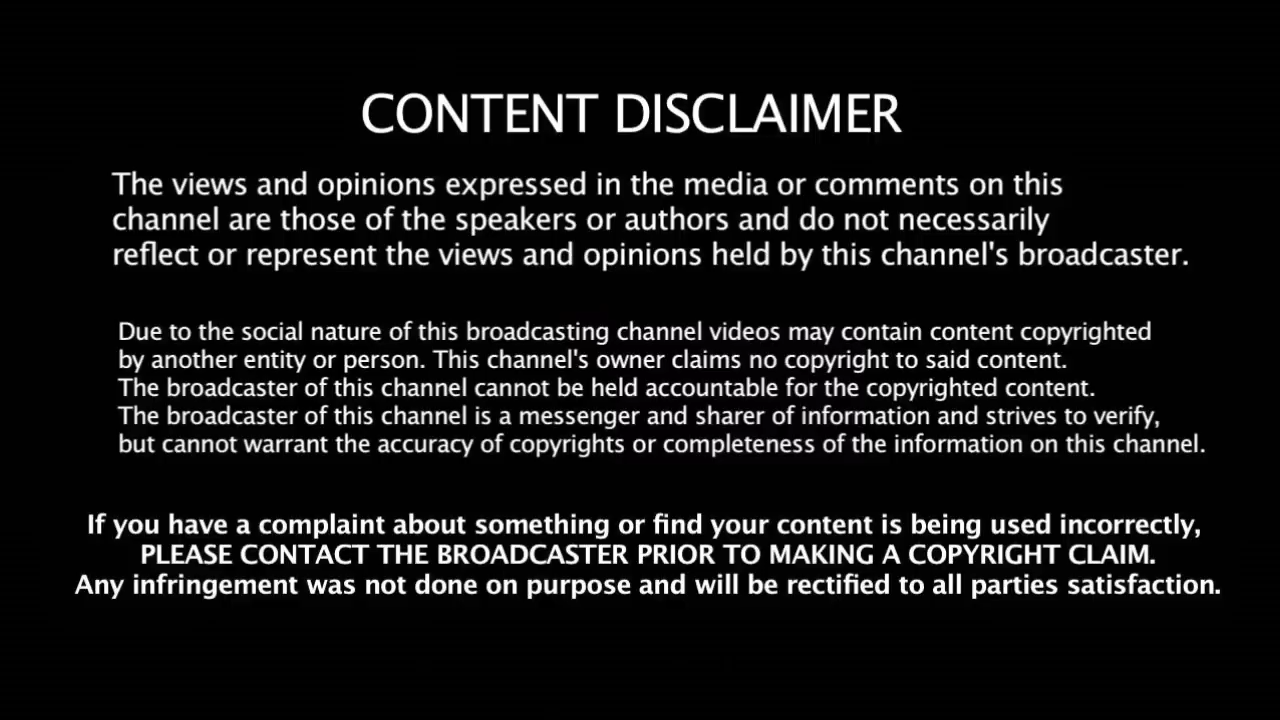 CONTENT DISCLAIMER
The views and opinions expressed in the media or comments on this
channel are those of the speakers or authors and do not necessarily
reflect or represent the views and opinions held by this channel's broadcaster.
Due to the social nature of this broadcasting channel videos may contain content copyrighted
by another entity or person. This channel's owner claims no copyright to said content.
The broadcaster of this channel cannot be held accountable for the copyrighted content.
The broadcaster of this channel is a messenger and sharer of information and strives to verify,
but cannot warrant the accuracy of copyrights or completeness of the information on this channel.
If you have a complaint about something or find your content is being used incorrectly,
PLEASE CONTACT THE BROADCASTER PRIOR TO MAKING A COPYRIGHT CLAIM.
Any infringement was not done on purpose and will be rectified to all parties satisfaction.